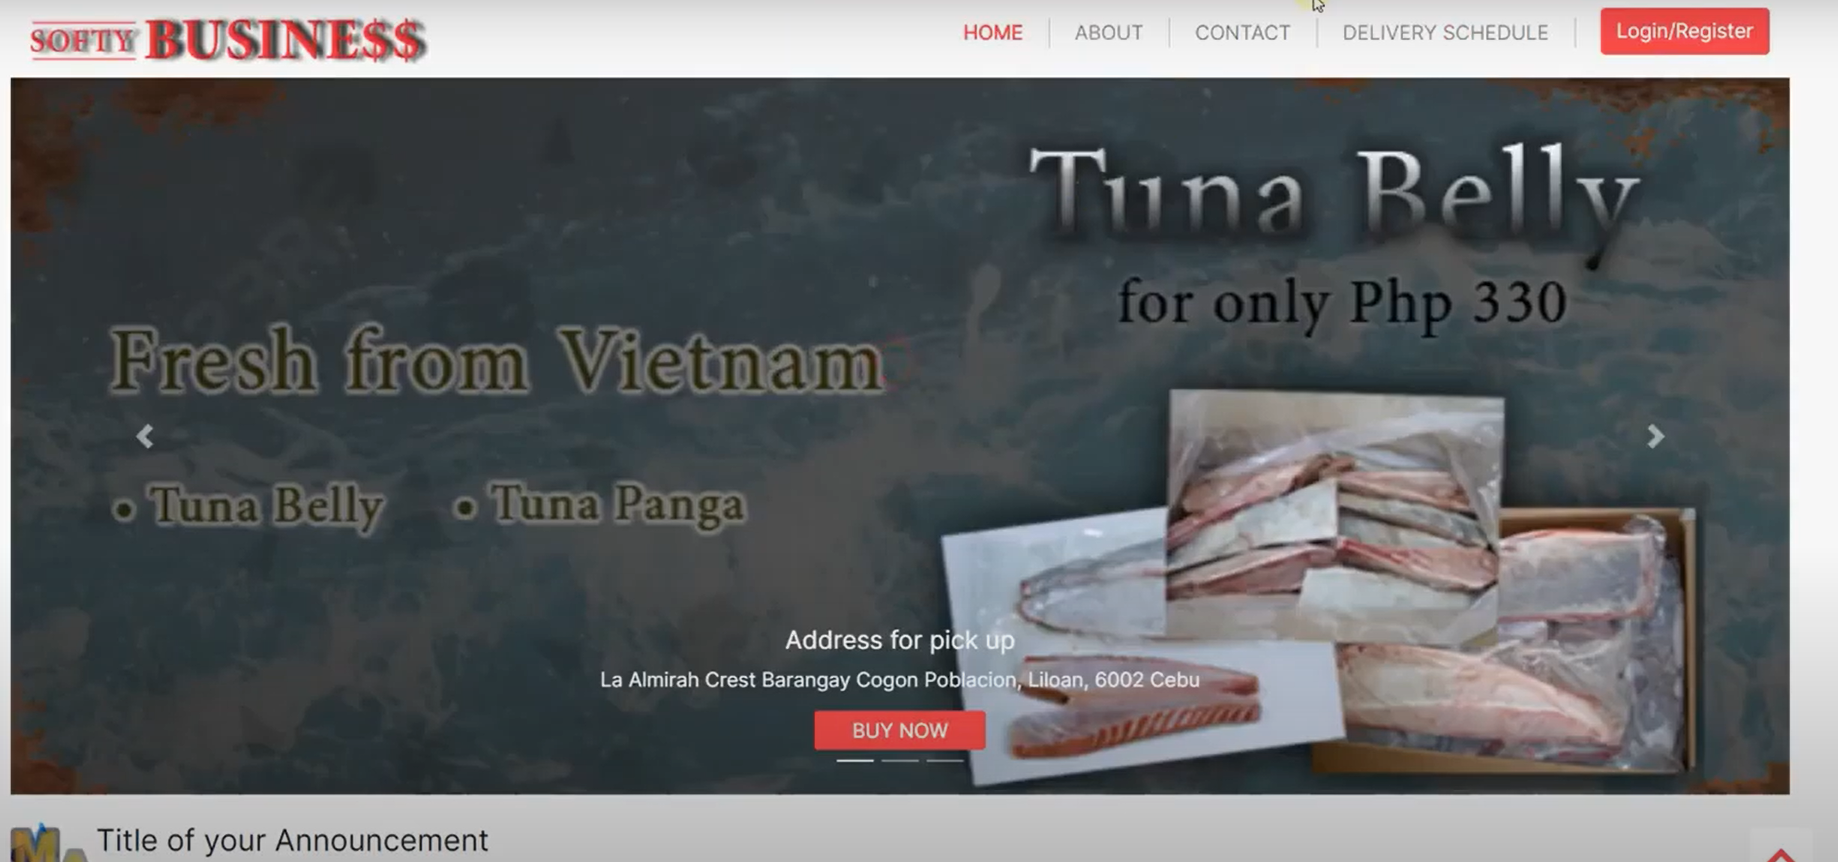 SOFTY BUSINE$$
HOME
ABOUT
CONTACT
DELIVERY SCHEDULE
Login/Register
Tuna Belly
for only Php 330
Fresh from Vietnam
• Tuna Belly • Tuna Panga
Address for pick up
La Almirah Crest Barangay Cogon Poblacion, Liloan, 6002 Cebu
BUY NOW
Title of your Announcement